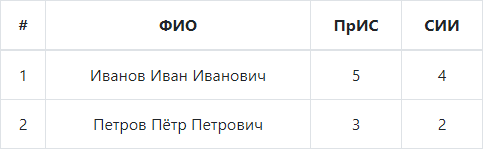 # ФИО ПрИС СИИ
1 Иванов Иван Иванович 5 4
2 Петров Пётр Петрович 3 2